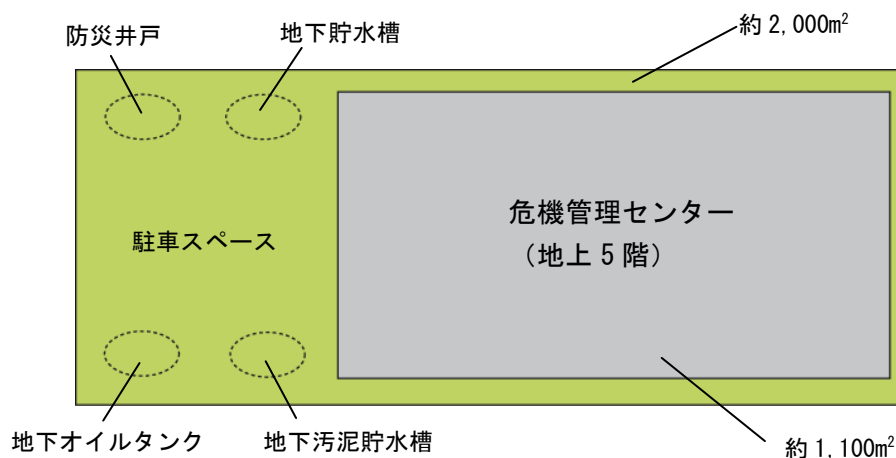 防災井戸
地下貯水槽
約2,000m²
危機管理センター
（地上5階）
駐車スペース
地下オイルタンク
地下汚泥貯水槽
約1,100m²